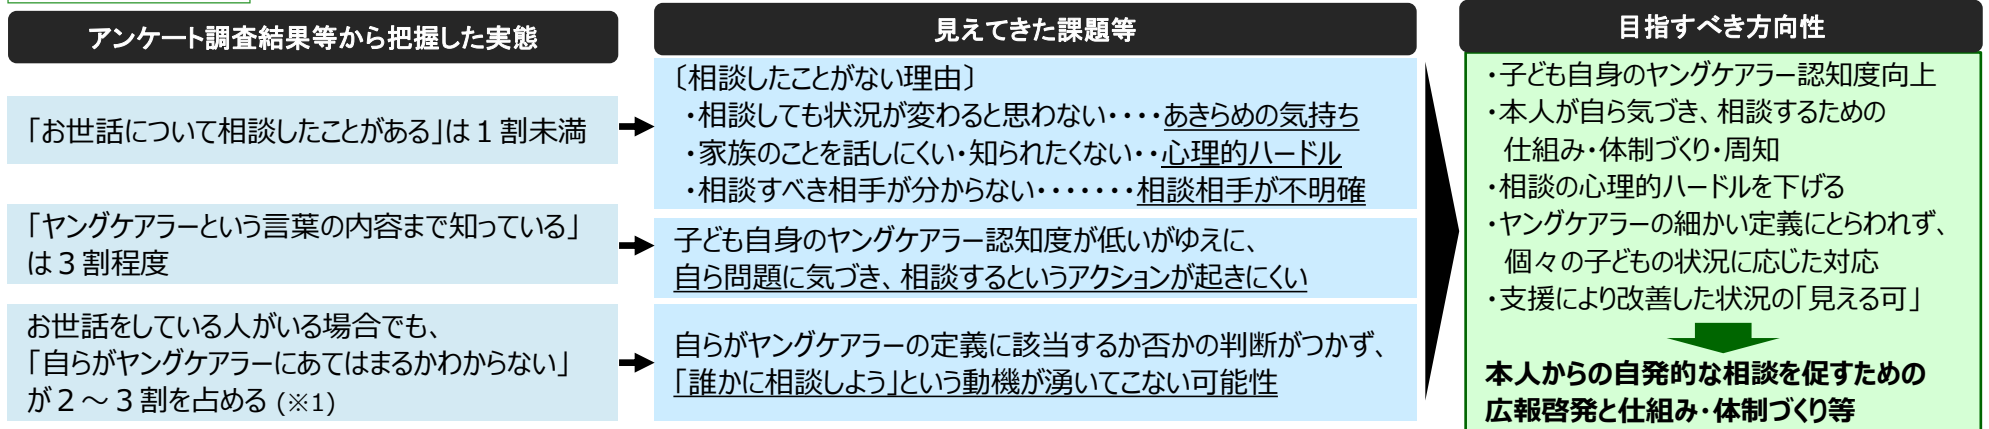 アンケート調査結果等から把握した実態
「お世話について相談したことがある」は１割未満
「ヤングケアラーという言葉の内容まで知っている」
は３割程度
お世話をしている人がいる場合でも、
「自らがヤングケアラーにあてはまるかわからない」
が２～３割を占める (※1)
見えてきた課題等
〔相談したことがない理由〕
・相談しても状況が変わると思わない・・・・あきらめの気持ち
・家族のことを話しにくい・知られたくない・・心理的ハードル
・相談すべき相手が分からない・・・・・・・相談相手が不明確
子ども自身のヤングケアラー認知度が低いがゆえに、
自ら問題に気づき、相談するというアクションが起きにくい
自らがヤングケアラーの定義に該当するか否かの判断がつかず、
「誰かに相談しよう」という動機が湧いてこない可能性
目指すべき方向性
・子ども自身のヤングケアラー認知度向上
・本人が自ら気づき、相談するための
仕組み・体制づくり・周知
・相談の心理的ハードルを下げる
・ヤングケアラーの細かい定義にとらわれず、
個々の子どもの状況に応じた対応
・支援により改善した状況の「見える可」
本人からの自発的な相談を促すための
広報啓発と仕組み・体制づくり等